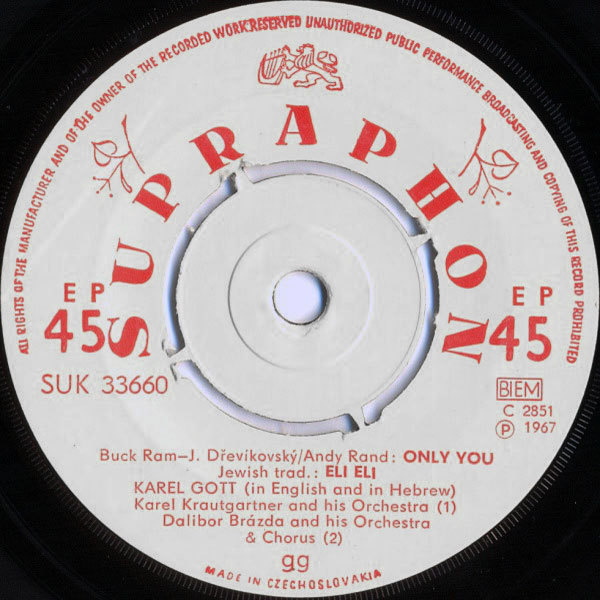 ALL RIGHTS OF THE MANUFACTURER AND OF THE OWNER OF THE RECORDED WORK RESERVED UNAUTHORIZED PUBLIC PERFORMANCE BROADCASTING AND COPYING OF THIS RECORD PROHIBITED
SUPRAPHON
EP
45
EP
45
SUK 33660
BIEM
C 2851
Ⓟ 1967
Buck Ram–J. Dřevíkovský/Andy Rand: ONLY YOU
Jewish trad.: ELI ELI
KAREL GOTT (in English and in Hebrew)
Karel Krautgartner and his Orchestra (1)
Dalibor Brázda and his Orchestra
& Chorus (2)
gg
MADE IN CZECHOSLOVAKIA